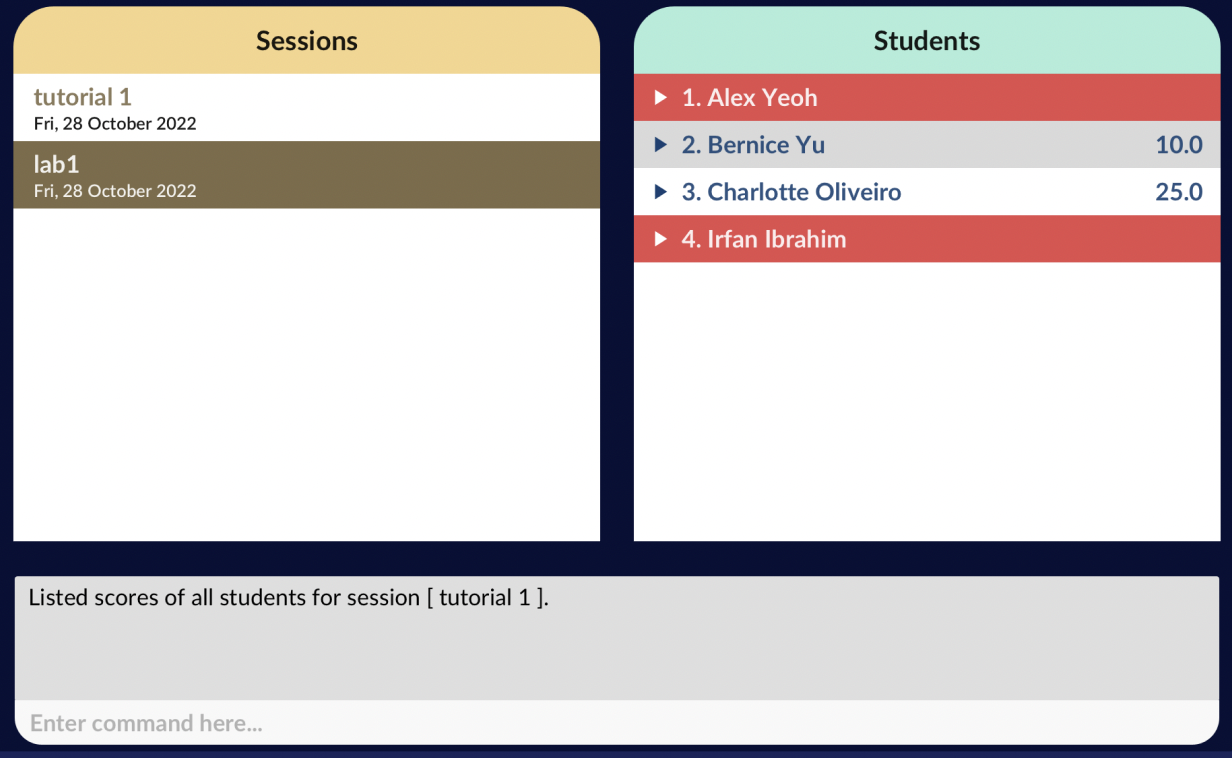 Sessions
tutorial 1
Fri, 28 October 2022
lab1
Fri, 28 October 2022
Students
1. Alex Yeoh
2. Bernice Yu 10.0
3. Charlotte Oliveiro 25.0
4. Irfan Ibrahim
Listed scores of all students for session [ tutorial 1 ].
Enter command here...